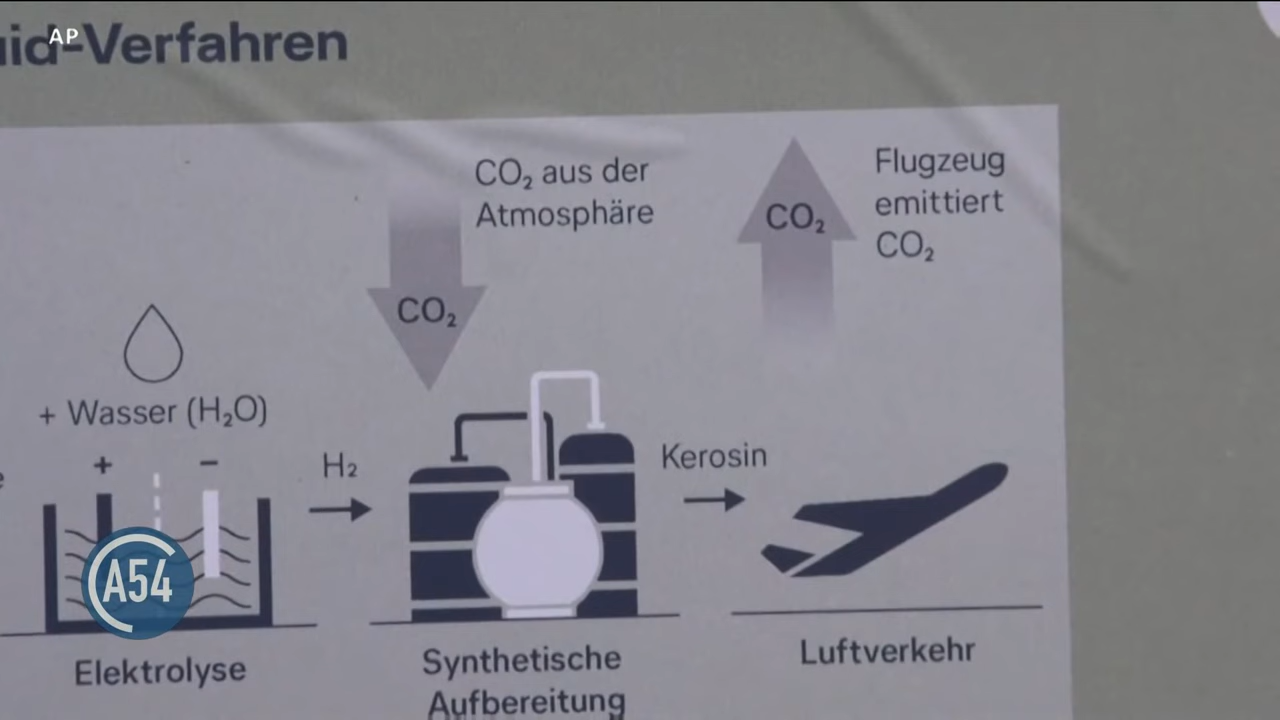 AP
uid-Verfahren
CO₂ aus der
Atmosphäre
CO₂
CO₂
Flugzeug
emittiert
CO₂
+ Wasser (H₂O)
+ −
H₂
Kerosin
A54
Elektrolyse
Synthetische
Aufbereitung
Luftverkehr